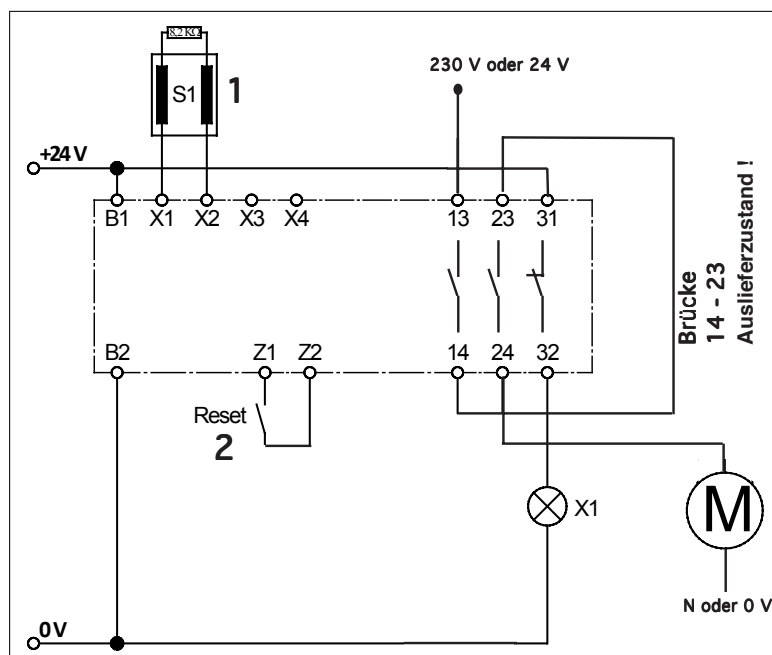 8,2 KΩ
S1
1
230 V oder 24 V
+24 V
B1 X1 X2 X3 X4 13 23 31
Brücke
14 - 23
Auslieferzustand !
B2 Z1 Z2 14 24 32
Reset
2
X1
M
N oder 0 V
0 V